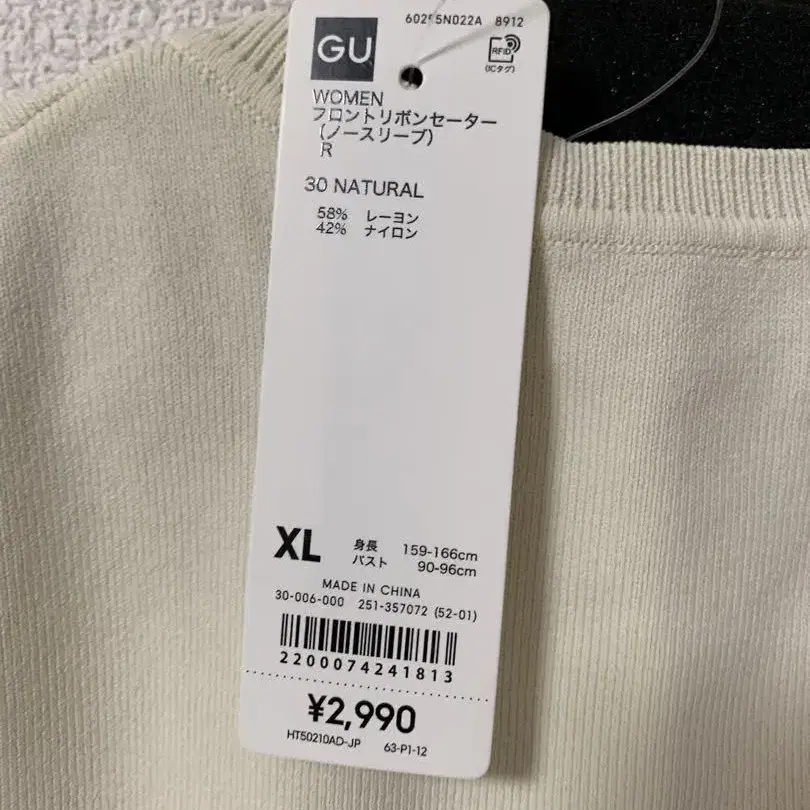 60255N022A 8912
GU
RFID
(ICタグ)
WOMEN
フロントリボンセーター
(ノースリーブ)
R
30 NATURAL
58% レーヨン
42% ナイロン
XL 身長 159-166cm
バスト 90-96cm
MADE IN CHINA
30-006-000 251-357072 (52-01)
2200074241813
¥2,990
HT50210AD-JP 63-P1-12